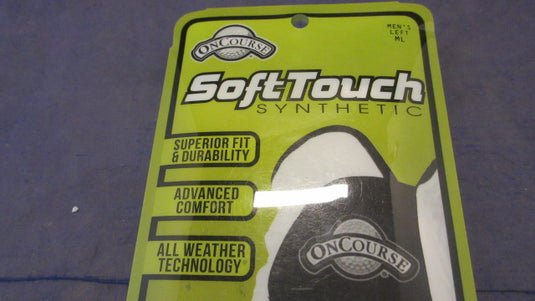 ONCOURSE
MEN'S
LEFT
ML
SoftTouch
SYNTHETIC
SUPERIOR FIT
& DURABILITY
ADVANCED
COMFORT
ALL WEATHER
TECHNOLOGY®
ONCOURSE